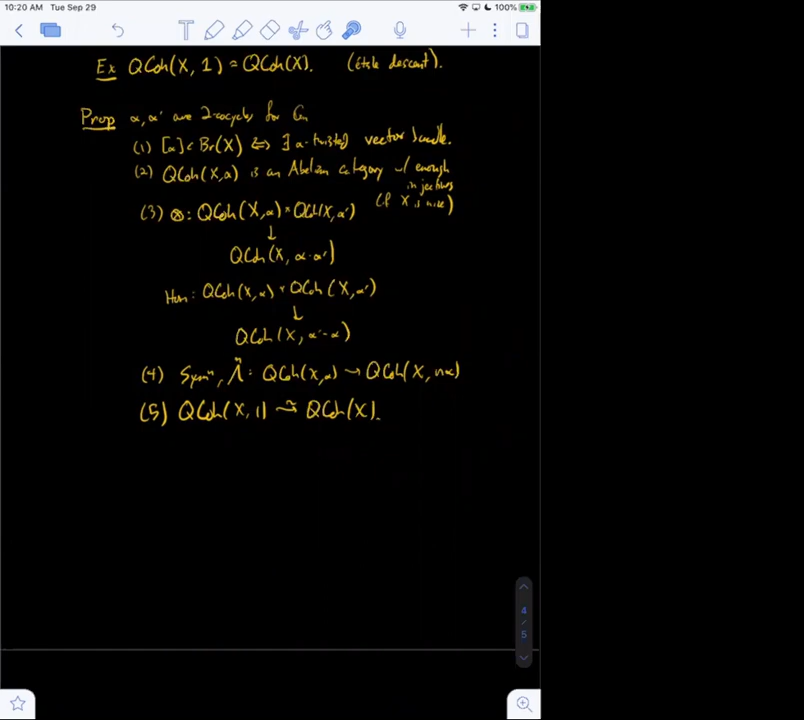 10:20 AM Tue Sep 29
100%
Ex QCoh(X, 1) = QCoh(X). (étale descent).
Prop α, α' are 2-cocycles for Gm
(1) [α] ∈ Br(X) ⟺ ∃ α-twisted vector bundle.
(2) QCoh(X,α) is an Abelian category w/ enough
injectives
(if X is nice)
(3) ⊗: QCoh(X,α) × QCoh(X,α')
↓
QCoh(X, α·α')
Hom: QCoh(X,α) × QCoh(X,α')
↓
QCoh(X, α'-α)
(4) Symⁿ, Λⁿ: QCoh(X,α) → QCoh(X, nα)
(5) QCoh(X, 1) ⥲ QCoh(X).
4
/
5